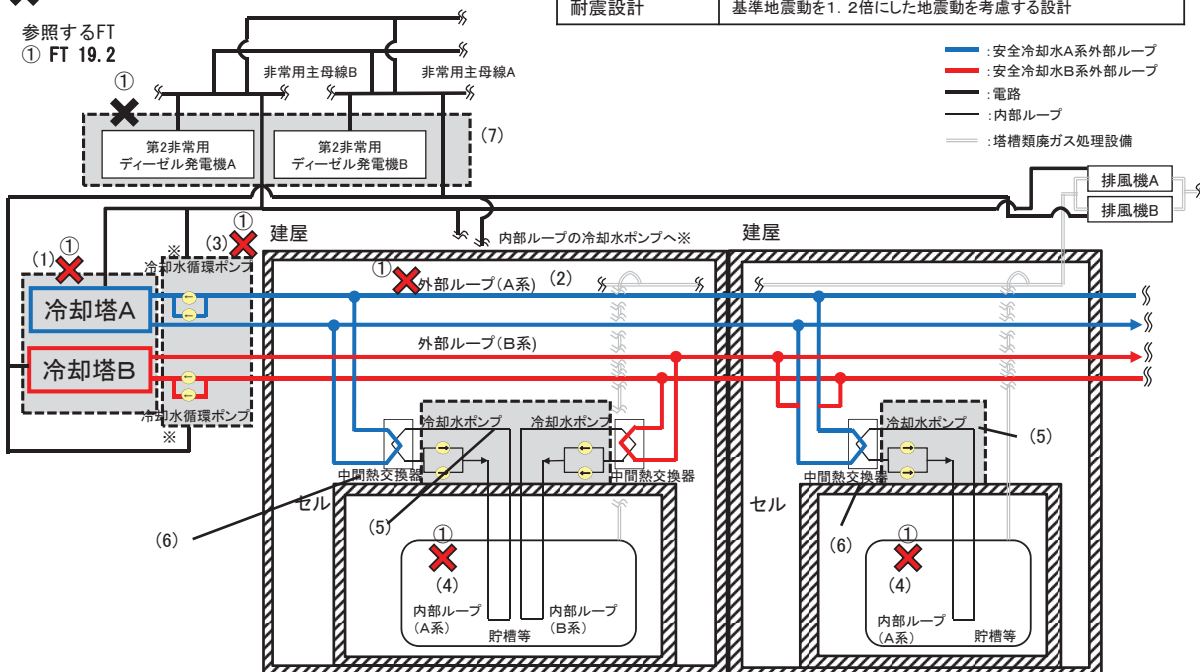 耐震設計
基準地震動を1.2倍にした地震動を考慮する設計
参照するFT
① FT 19.2
:安全冷却水A系外部ループ
:安全冷却水B系外部ループ
:電路
:内部ループ
:塔槽類廃ガス処理設備
①
非常用主母線B
非常用主母線A
第2非常用
ディーゼル発電機A
第2非常用
ディーゼル発電機B
(7)
排風機A
排風機B
(1)
①
(3)
①
※
冷却水循環ポンプ
冷却塔A
冷却塔B
冷却水循環ポンプ
※
建屋
内部ループの冷却水ポンプへ※
建屋
①
外部ループ(A系)
(2)
外部ループ(B系)
冷却水ポンプ
冷却水ポンプ
中間熱交換器
中間熱交換器
冷却水ポンプ
(5)
中間熱交換器
セル
(5)
(6)
セル
(6)
①
(4)
内部ループ
(A系)
貯槽等
内部ループ
(B系)
①
(4)
内部ループ
(A系)
貯槽等